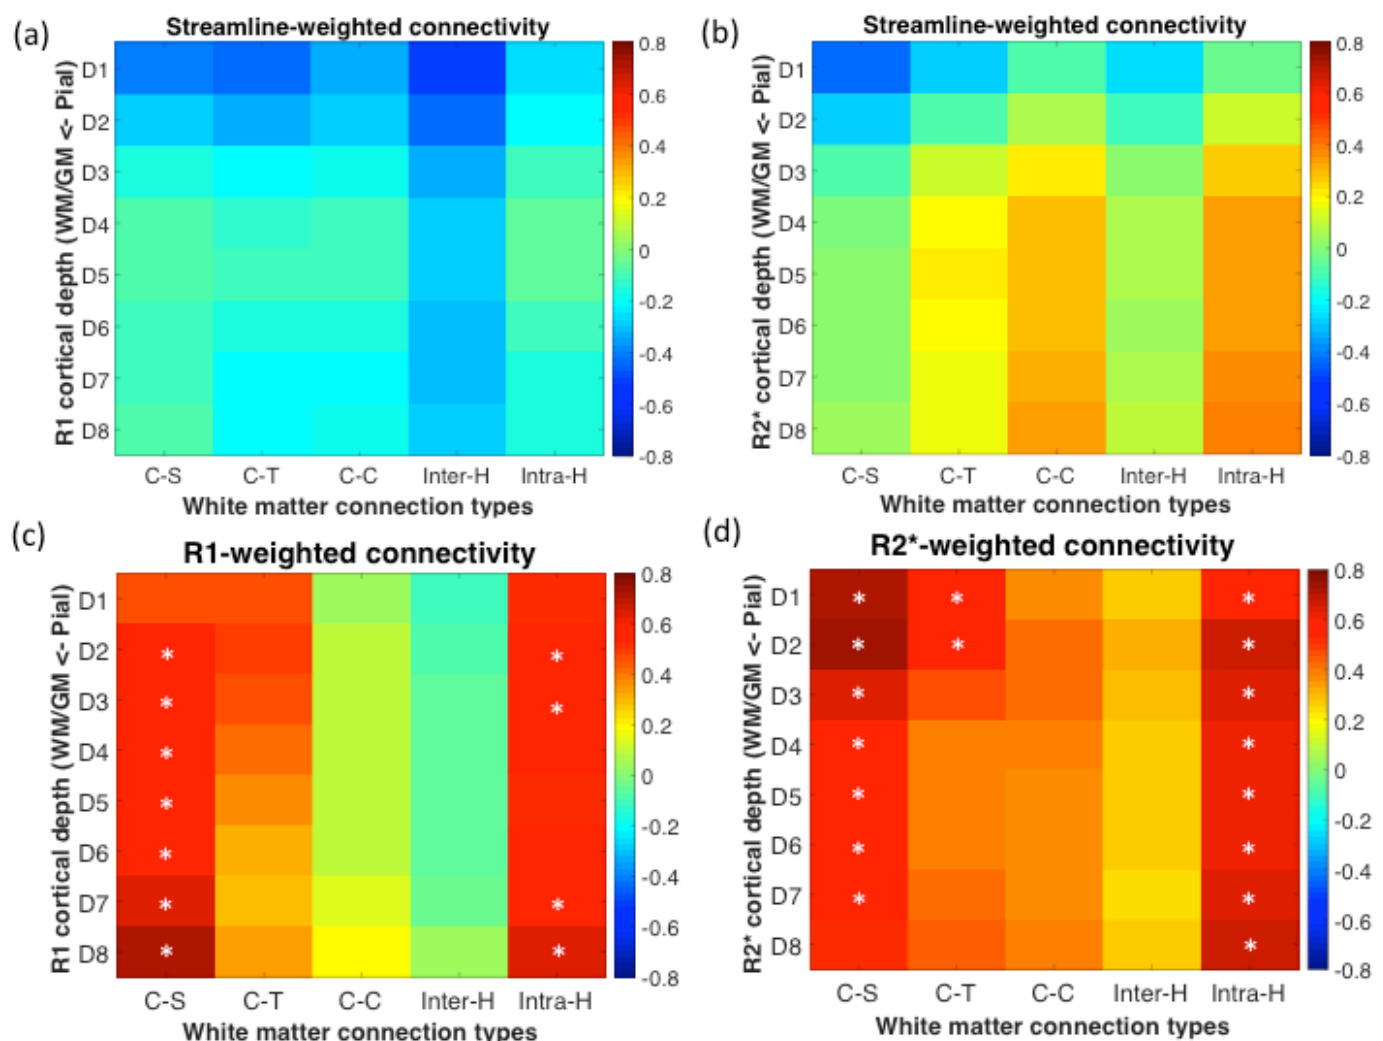 (a)
Streamline-weighted connectivity
R1 cortical depth (WM/GM <- Pial)
D1
D2
D3
D4
D5
D6
D7
D8
C-S C-T C-C Inter-H Intra-H
White matter connection types
0.8
0.6
0.4
0.2
0
-0.2
-0.4
-0.6
-0.8
(b)
Streamline-weighted connectivity
R2* cortical depth (WM/GM <- Pial)
D1
D2
D3
D4
D5
D6
D7
D8
C-S C-T C-C Inter-H Intra-H
White matter connection types
0.8
0.6
0.4
0.2
0
-0.2
-0.4
-0.6
-0.8
(c)
R1-weighted connectivity
R1 cortical depth (WM/GM <- Pial)
D1
D2 * *
D3 * *
D4 *
D5 *
D6 *
D7 * *
D8 * *
C-S C-T C-C Inter-H Intra-H
White matter connection types
0.8
0.6
0.4
0.2
0
-0.2
-0.4
-0.6
-0.8
(d)
R2*-weighted connectivity
R2* cortical depth (WM/GM <- Pial)
D1 * * *
D2 * * *
D3 * *
D4 * *
D5 * *
D6 * *
D7 * *
D8 *
C-S C-T C-C Inter-H Intra-H
White matter connection types
0.8
0.6
0.4
0.2
0
-0.2
-0.4
-0.6
-0.8